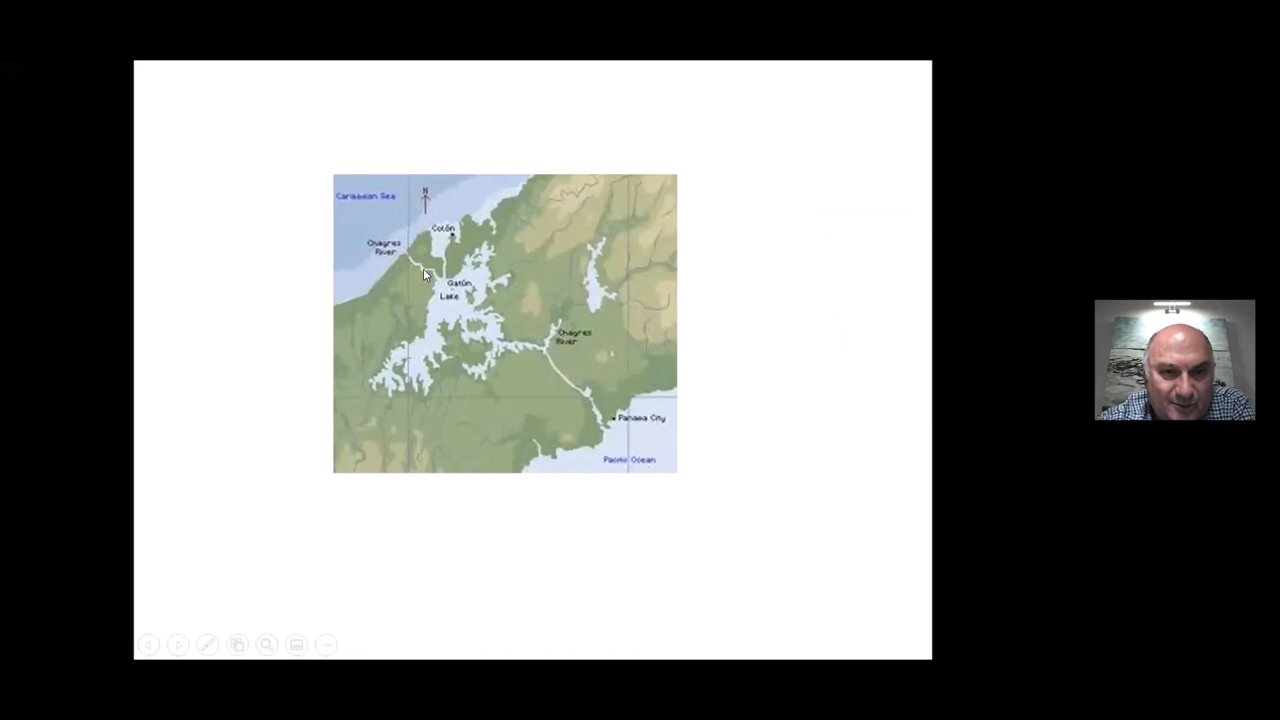 Caribbean Sea
N
Colón
Chagres
River
Gatún
Lake
Chagres
River
Panama City
Pacific Ocean